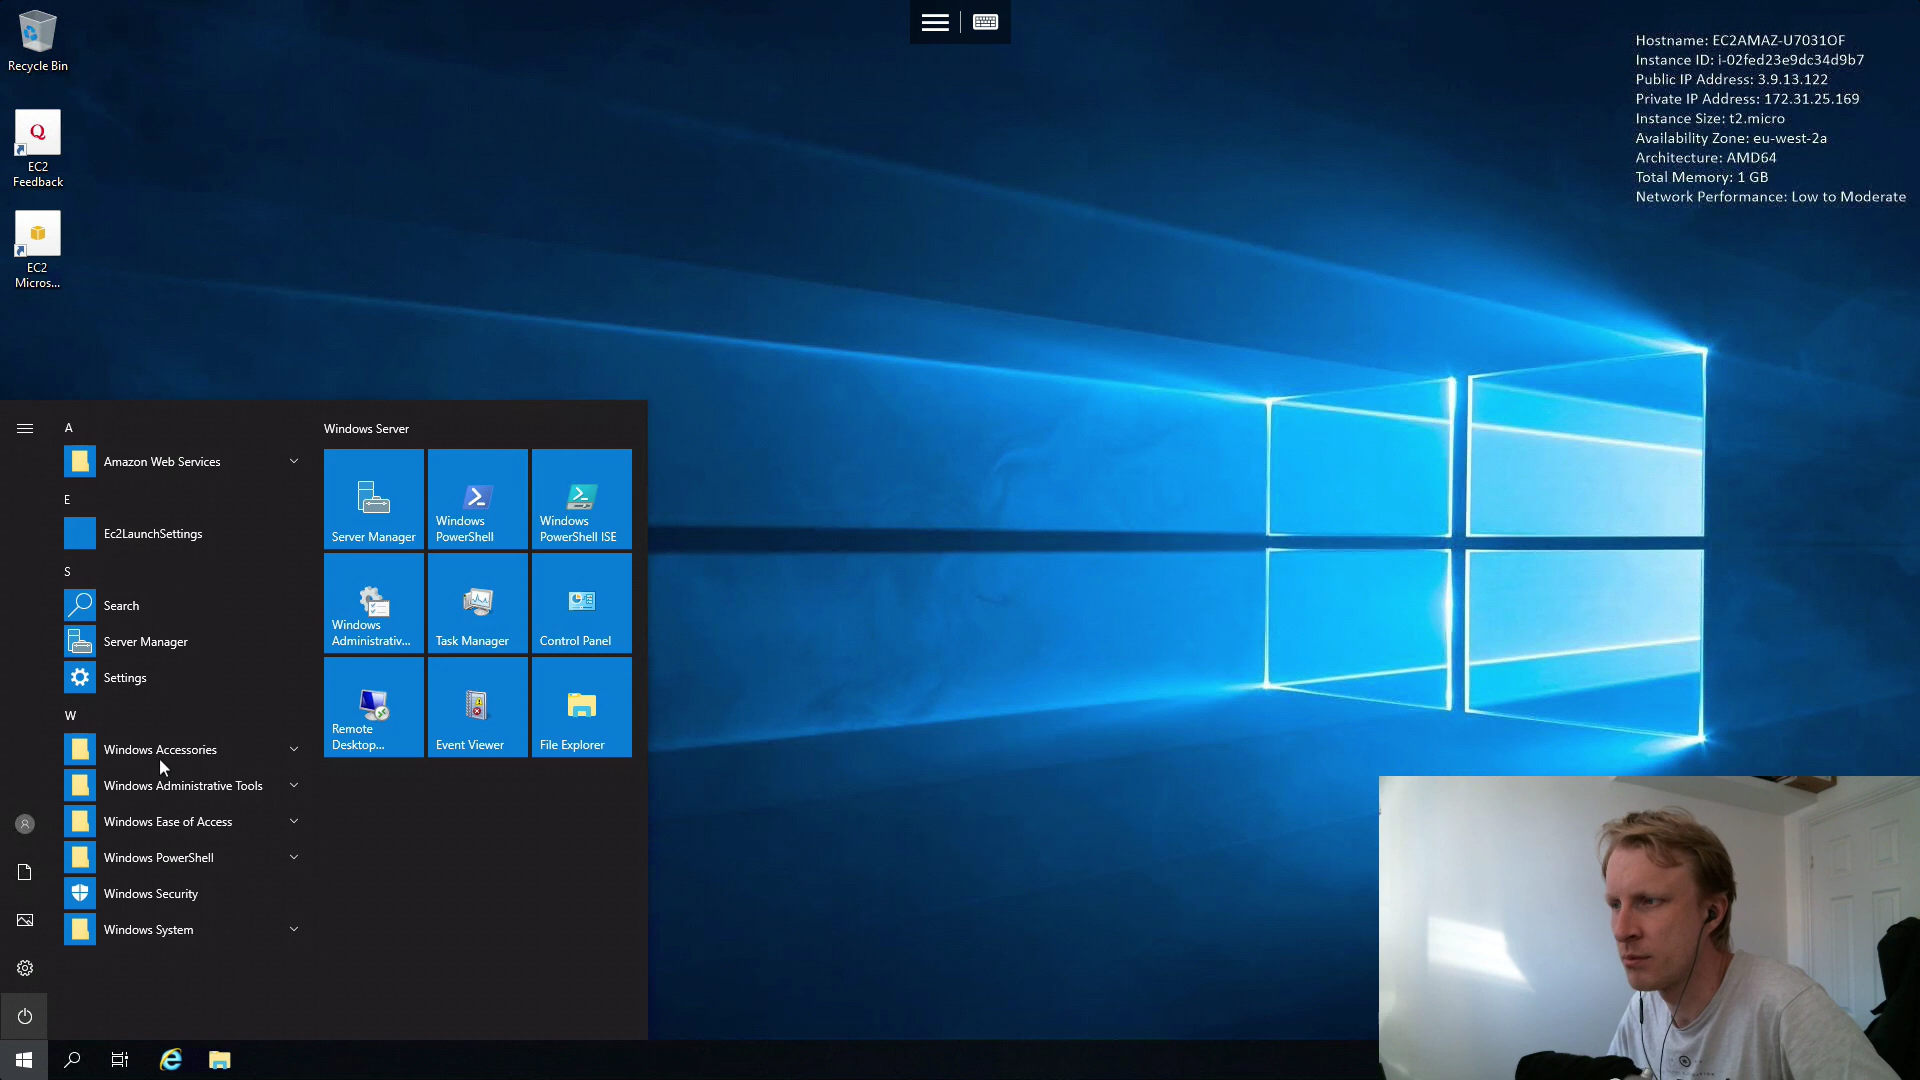 Recycle Bin
Q
EC2
Feedback
EC2
Micros...
Hostname: EC2AMAZ-U7031OF
Instance ID: i-02fed23e9dc34d9b7
Public IP Address: 3.9.13.122
Private IP Address: 172.31.25.169
Instance Size: t2.micro
Availability Zone: eu-west-2a
Architecture: AMD64
Total Memory: 1 GB
Network Performance: Low to Moderate
A
Amazon Web Services
E
Ec2LaunchSettings
S
Search
Server Manager
Settings
W
Windows Accessories
Windows Administrative Tools
Windows Ease of Access
Windows PowerShell
Windows Security
Windows System
Windows Server
Server Manager
Windows
PowerShell
Windows
PowerShell ISE
Windows
Administrativ...
Task Manager
Control Panel
Remote
Desktop...
Event Viewer
File Explorer